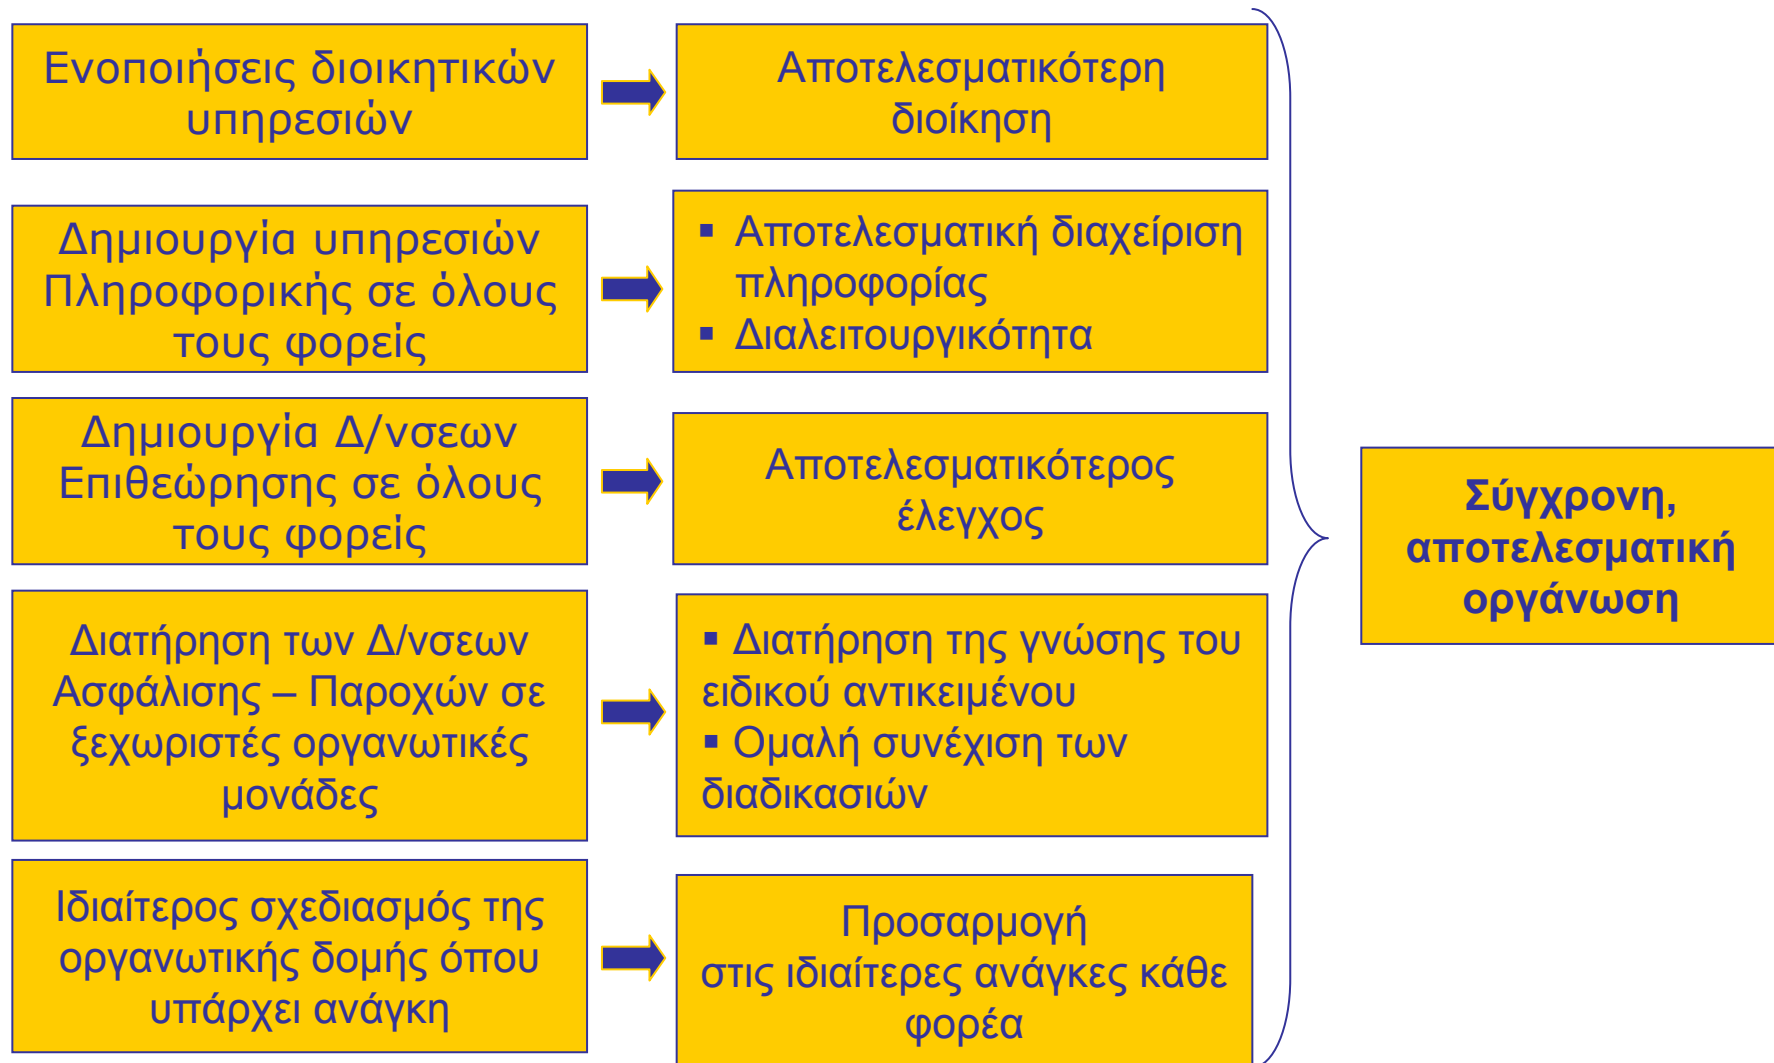 Ενοποιήσεις διοικητικών
υπηρεσιών
Αποτελεσματικότερη
διοίκηση
Δημιουργία υπηρεσιών
Πληροφορικής σε όλους
τους φορείς
▪ Αποτελεσματική διαχείριση
πληροφορίας
▪ Διαλειτουργικότητα
Δημιουργία Δ/νσεων
Επιθεώρησης σε όλους
τους φορείς
Αποτελεσματικότερος
έλεγχος
Διατήρηση των Δ/νσεων
Ασφάλισης – Παροχών σε
ξεχωριστές οργανωτικές
μονάδες
▪ Διατήρηση της γνώσης του
ειδικού αντικειμένου
▪ Ομαλή συνέχιση των
διαδικασιών
Ιδιαίτερος σχεδιασμός της
οργανωτικής δομής όπου
υπάρχει ανάγκη
Προσαρμογή
στις ιδιαίτερες ανάγκες κάθε
φορέα
Σύγχρονη,
αποτελεσματική
οργάνωση